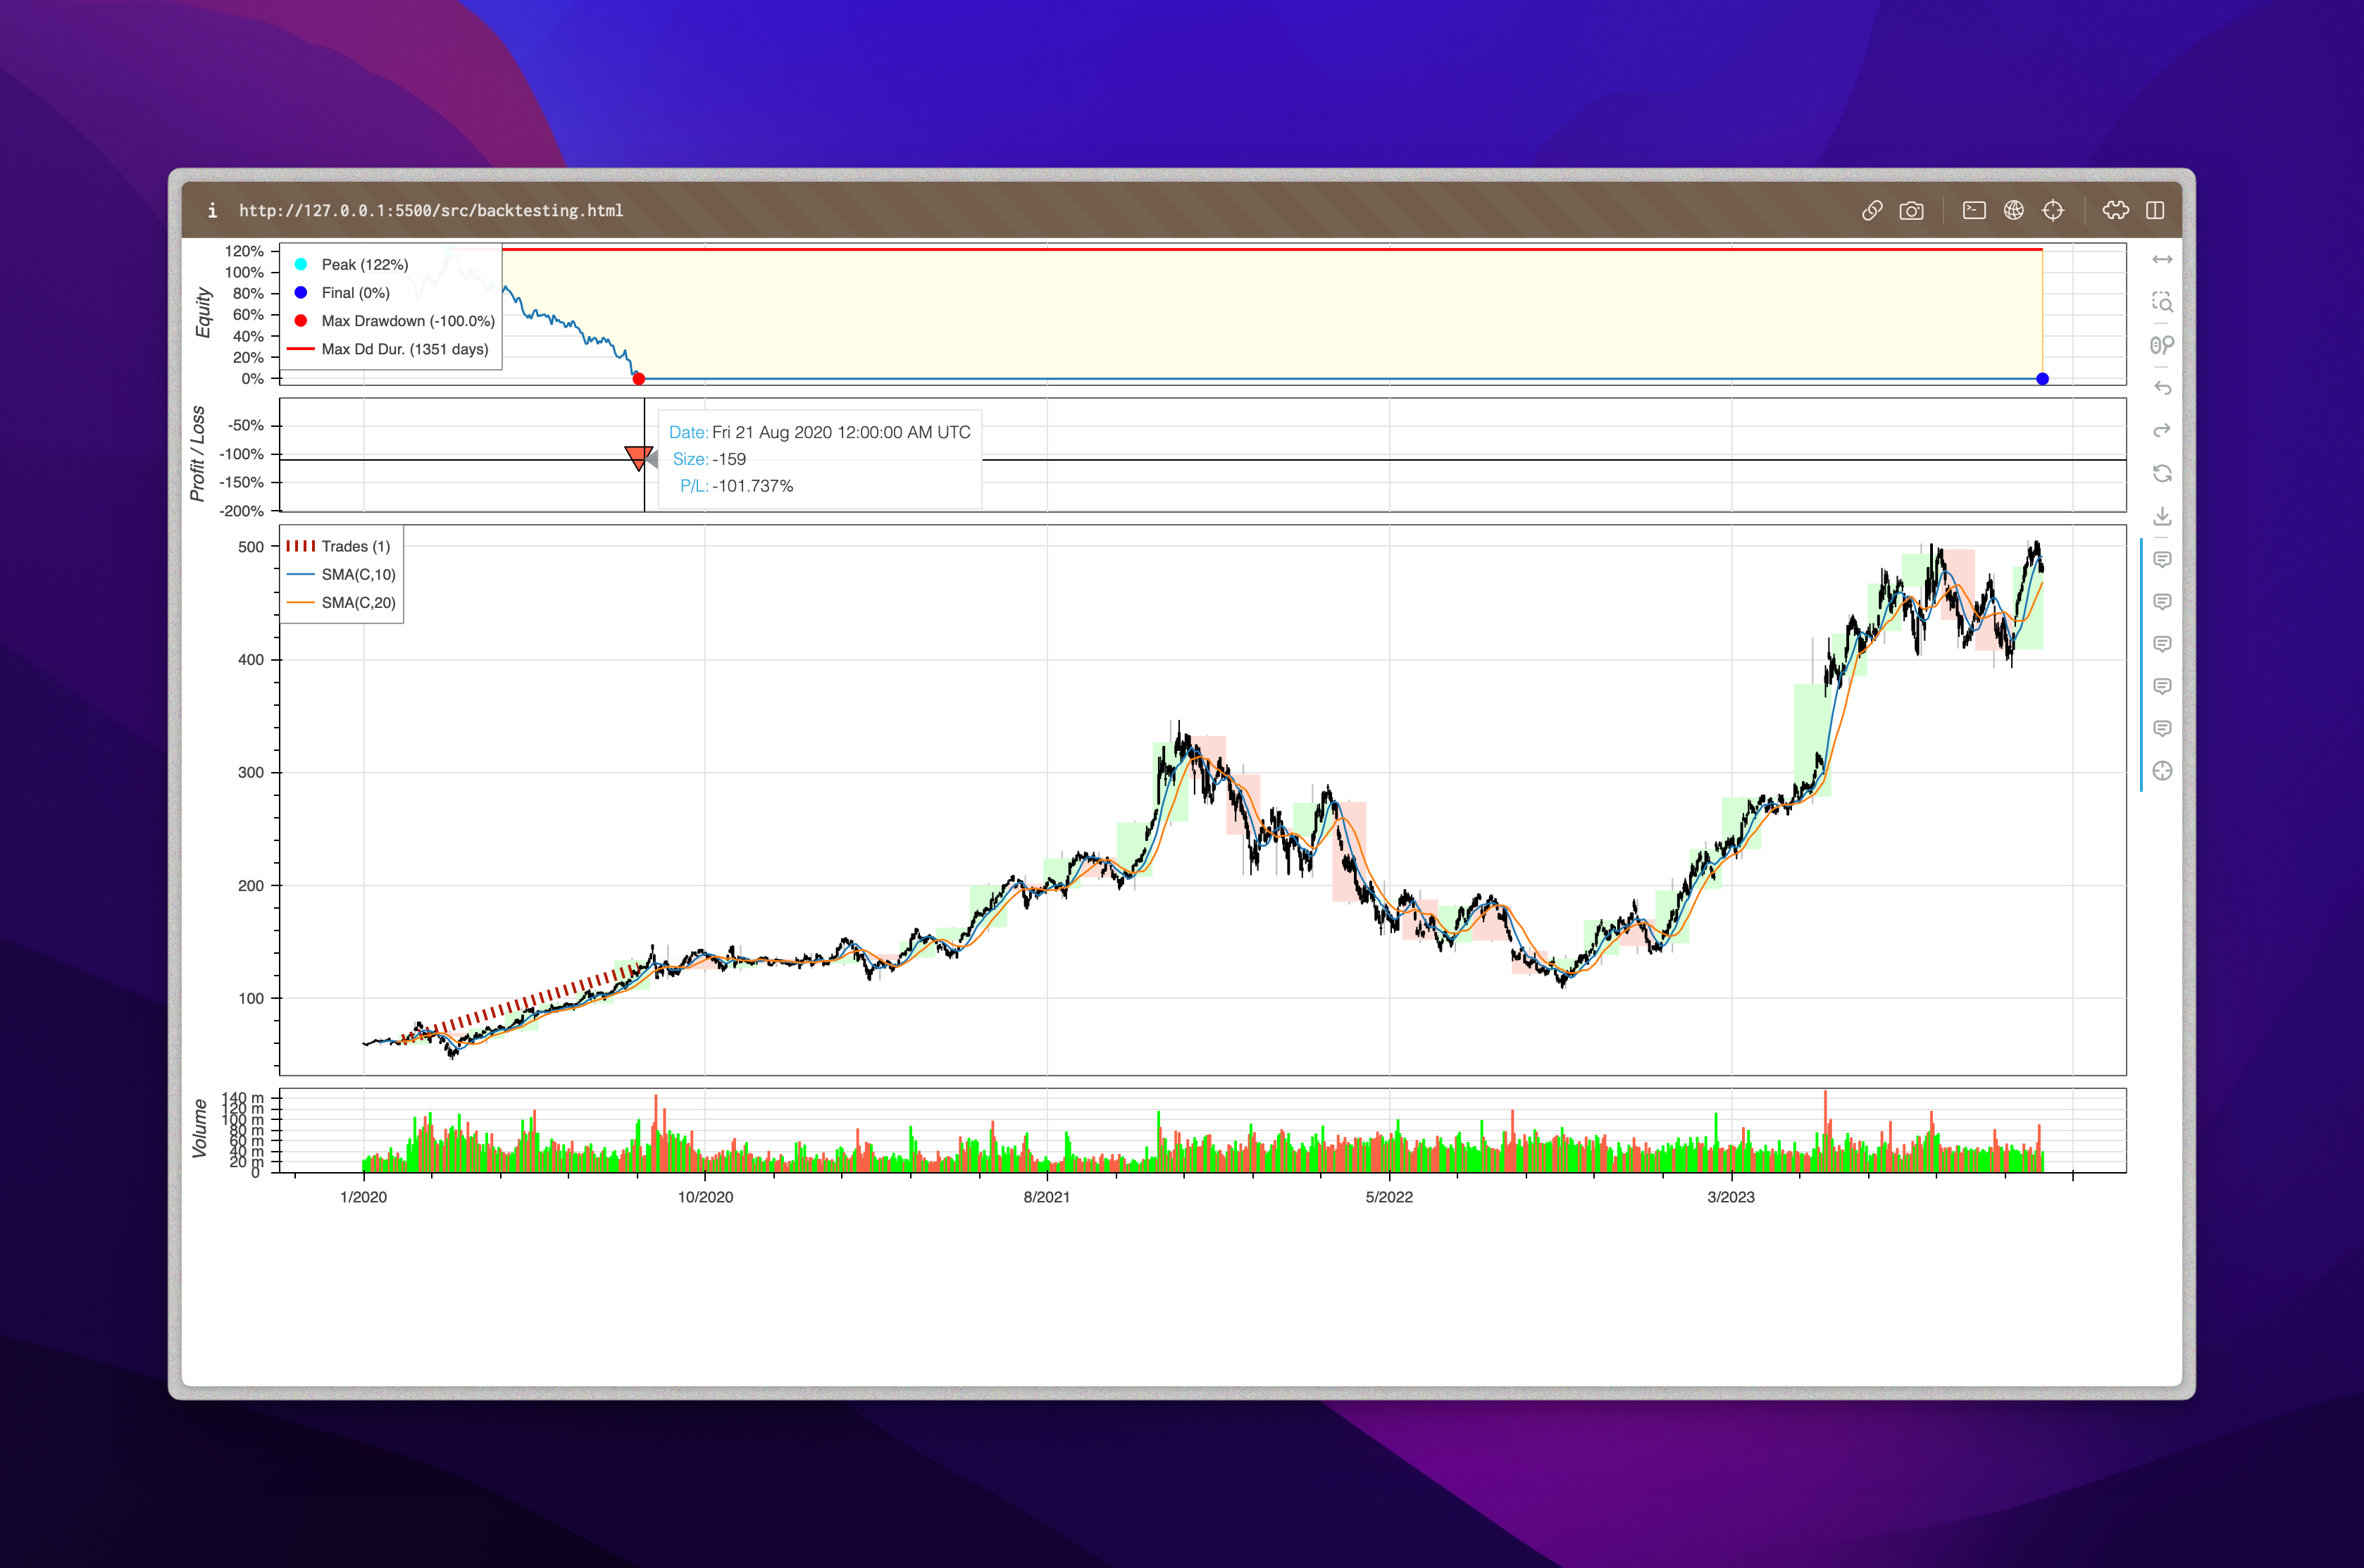 i http://127.0.0.1:5500/src/backtesting.html
Equity
120%
100%
80%
60%
40%
20%
0%
Peak (122%)
Final (0%)
Max Drawdown (-100.0%)
Max Dd Dur. (1351 days)
Profit / Loss
-50%
-100%
-150%
-200%
Date: Fri 21 Aug 2020 12:00:00 AM UTC
Size: -159
P/L: -101.737%
500
400
300
200
100
Trades (1)
SMA(C,10)
SMA(C,20)
Volume
140 m
120 m
100 m
80 m
60 m
40 m
20 m
0
1/2020 10/2020 8/2021 5/2022 3/2023